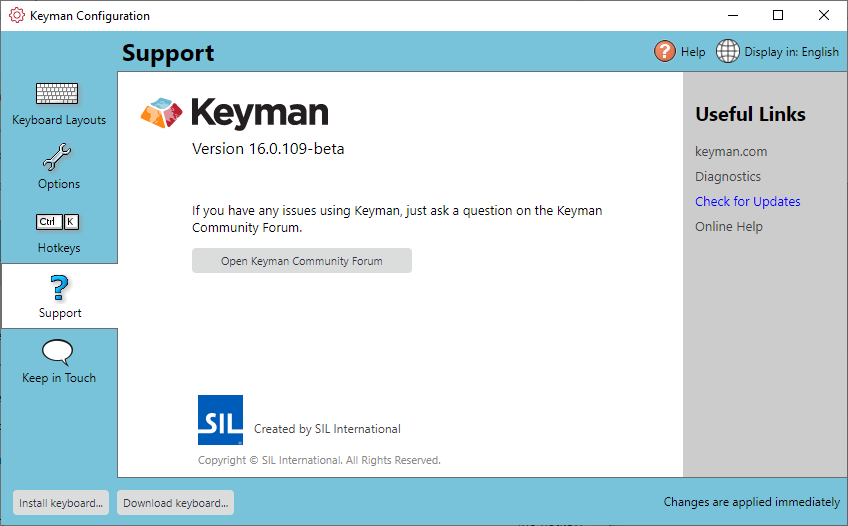 Keyman Configuration
Support
Help
Display in: English
Keyboard Layouts
Options
Ctrl K
Hotkeys
Support
Keep in Touch
Keyman
Version 16.0.109-beta
If you have any issues using Keyman, just ask a question on the Keyman
Community Forum.
Open Keyman Community Forum
SIL
Created by SIL International
Copyright © SIL International. All Rights Reserved.
Useful Links
keyman.com
Diagnostics
Check for Updates
Online Help
Install keyboard...
Download keyboard...
Changes are applied immediately